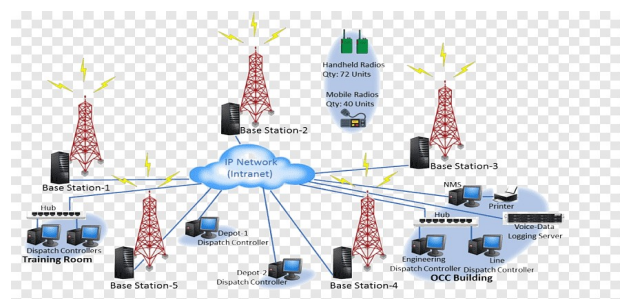 Handheld Radios
Qty: 72 Units
Mobile Radios
Qty: 40 Units
Base Station-2
Base Station-3
IP Network
(Intranet)
Base Station-1
NMS
Printer
Hub
Hub
Voice-Data
Logging Server
Depot-1
Dispatch Controller
Dispatch Controllers
Training Room
Engineering
Dispatch Controller
Line
Dispatch Controller
OCC Building
Depot-2
Dispatch Controller
Base Station-5
Base Station-4